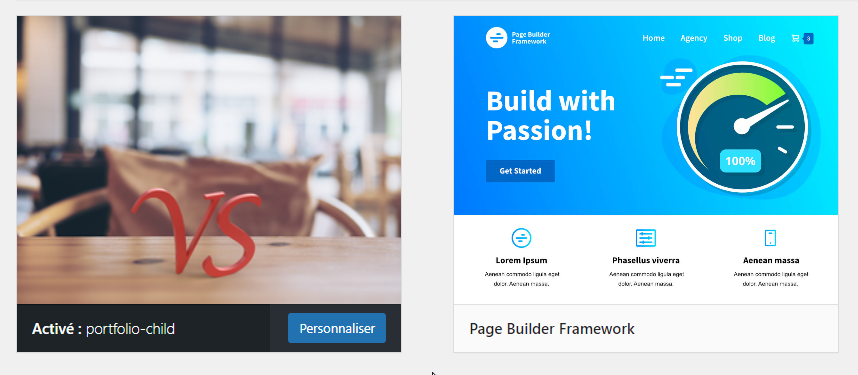 VS
Activé : portfolio-child
Personnaliser
Page Builder
Framework
Home Agency Shop Blog
Build with
Passion!
100%
Get Started
Lorem Ipsum
Aenean commodo ligula eget
dolor. Aenean massa.
Phasellus viverra
Aenean commodo ligula eget
dolor. Aenean massa.
Aenean massa
Aenean commodo ligula eget
dolor. Aenean massa.
Page Builder Framework